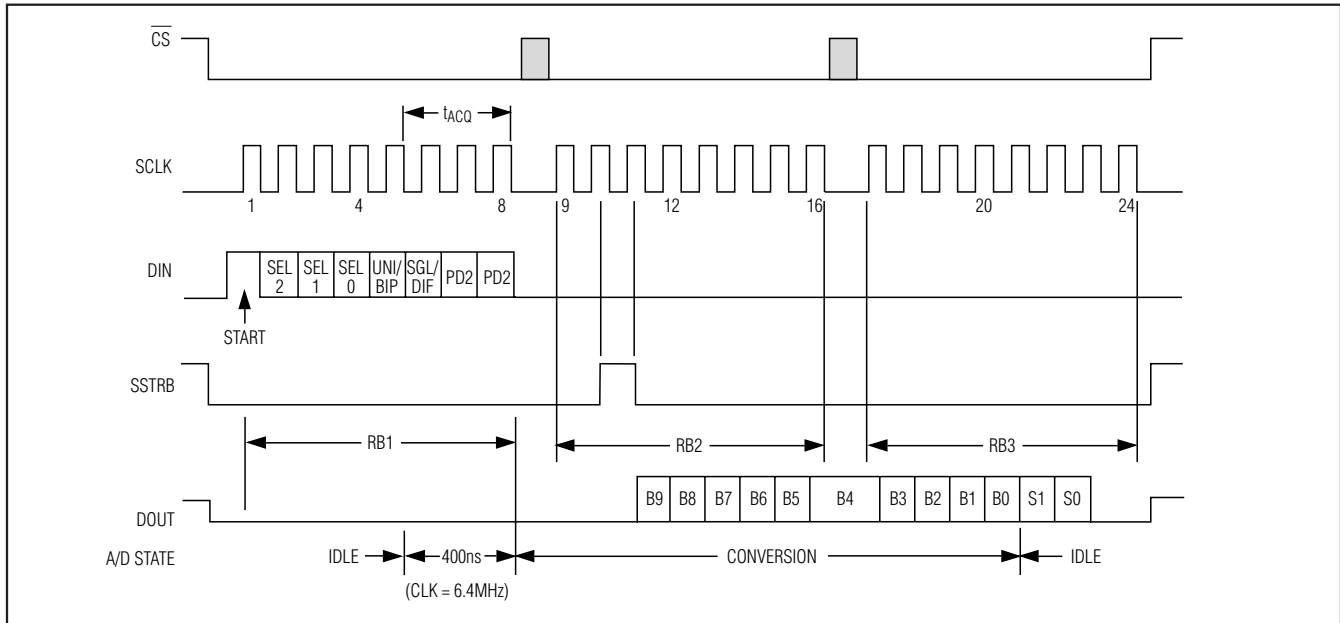 CS
tACQ
SCLK
1 4 8 9 12 16 20 24
DIN
SEL 2
SEL 1
SEL 0
UNI/ BIP
SGL/ DIF
PD2
PD2
START
SSTRB
RB1
RB2
RB3
DOUT
B9 B8 B7 B6 B5 B4 B3 B2 B1 B0 S1 S0
A/D STATE
IDLE
400ns
CONVERSION
IDLE
(CLK = 6.4MHz)